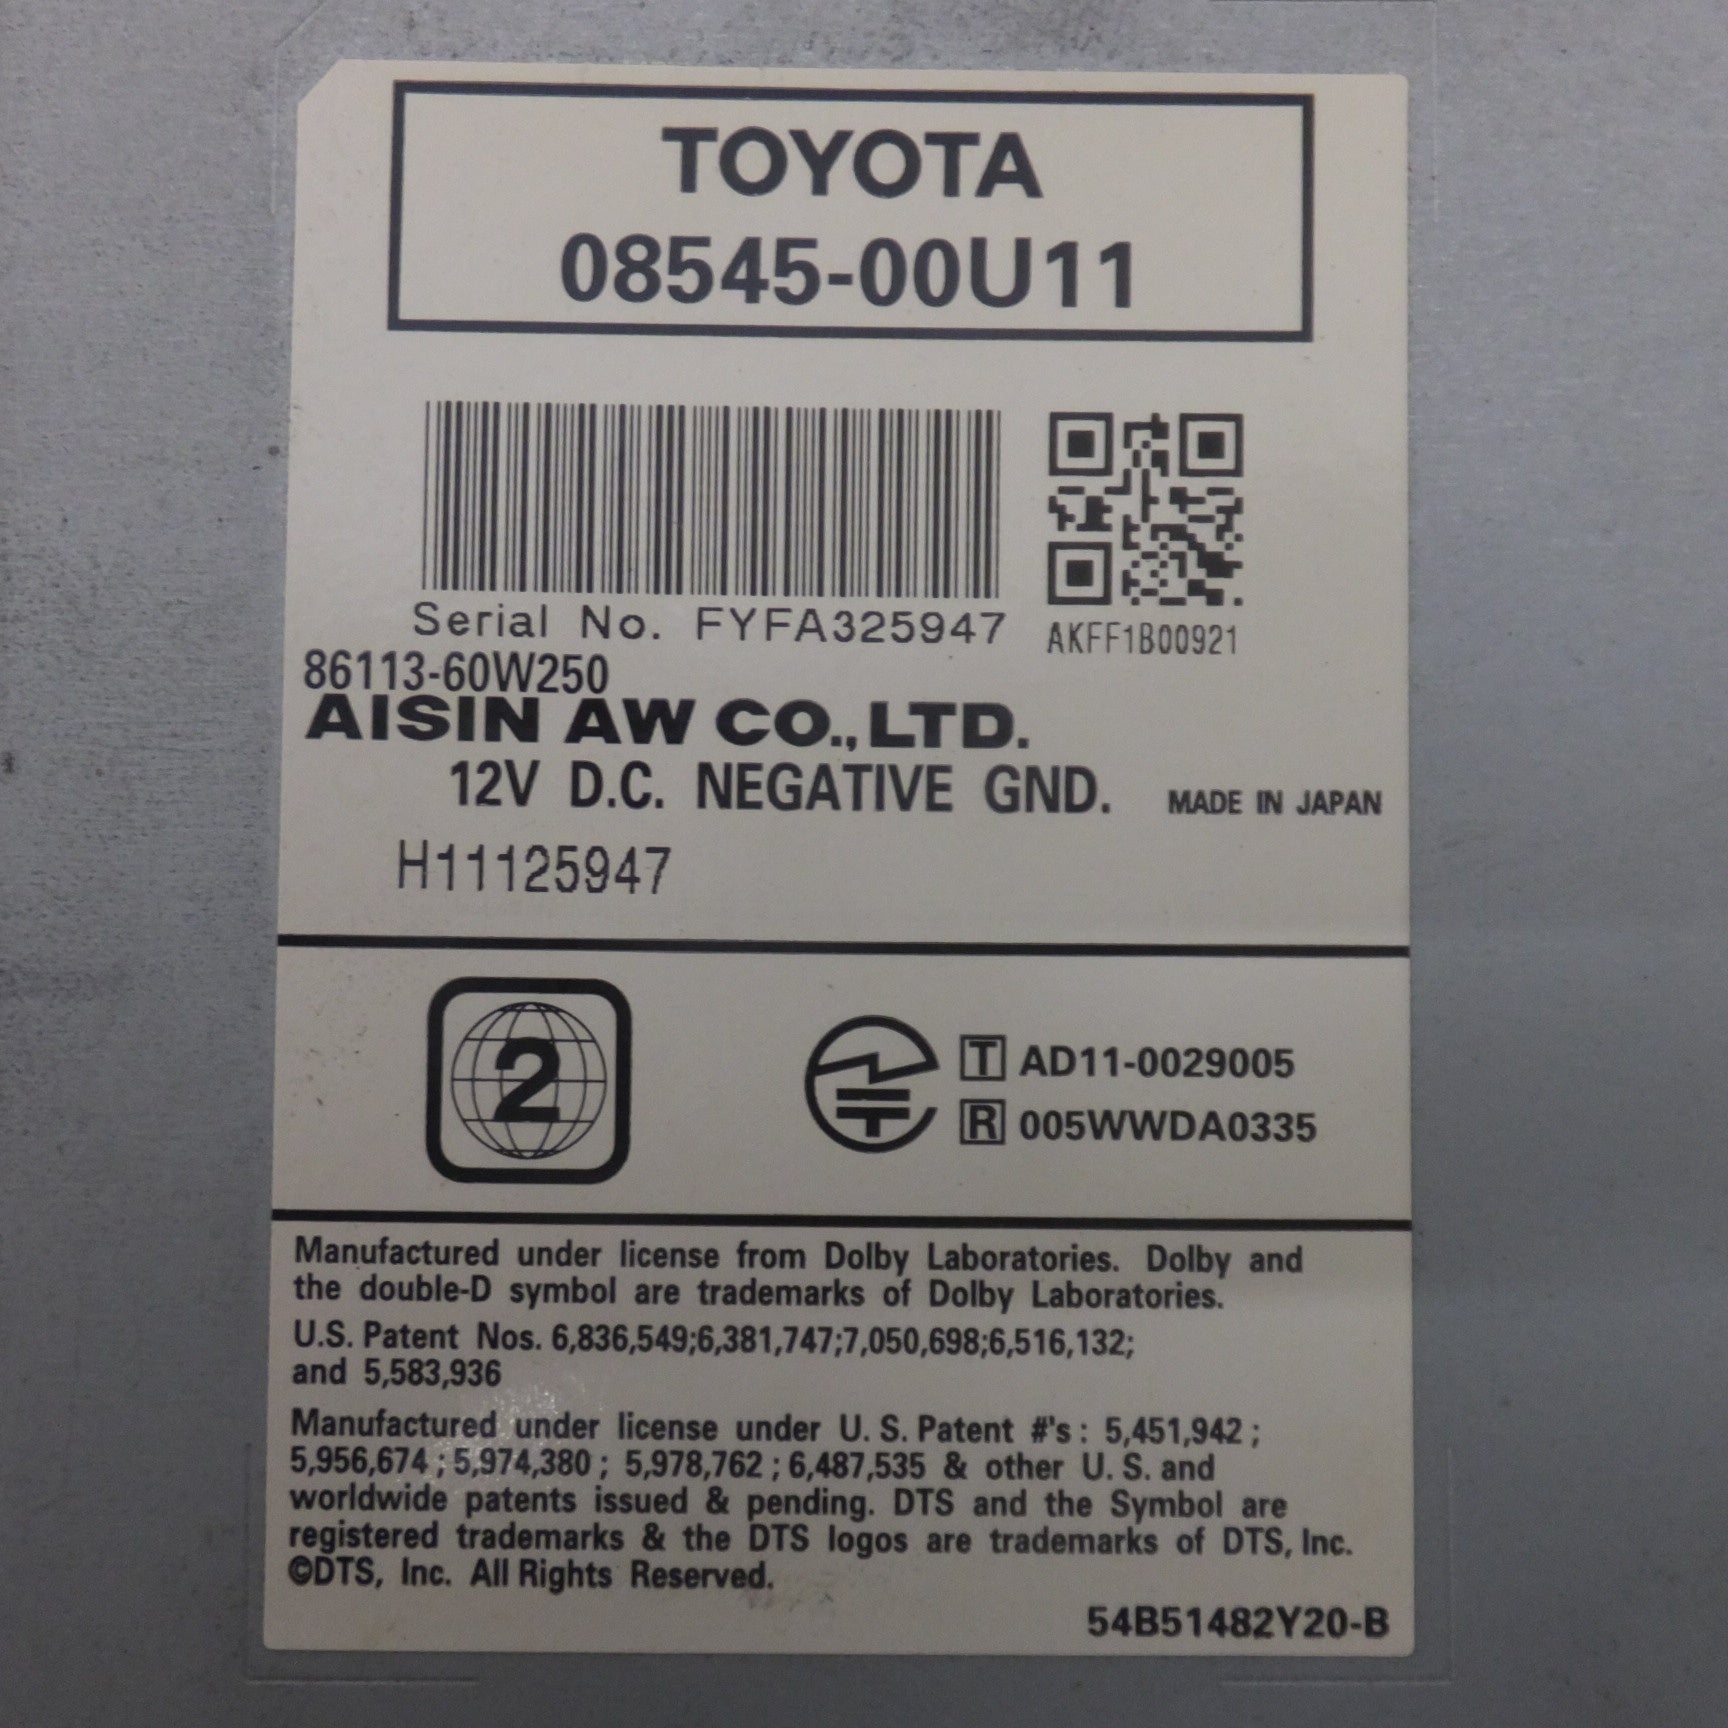 TOYOTA
08545-00U11
Serial No. FYFA325947
AKFF1B00921
86113-60W250
AISIN AW CO.,LTD.
12V D.C. NEGATIVE GND.
MADE IN JAPAN
H11125947
2
T AD11-0029005
R 005WWDA0335
Manufactured under license from Dolby Laboratories. Dolby and
the double-D symbol are trademarks of Dolby Laboratories.
U.S. Patent Nos. 6,836,549;6,381,747;7,050,698;6,516,132;
and 5,583,936
Manufactured under license under U. S. Patent #'s : 5,451,942 ;
5,956,674 ; 5,974,380 ; 5,978,762 ; 6,487,535 & other U. S. and
worldwide patents issued & pending. DTS and the Symbol are
registered trademarks & the DTS logos are trademarks of DTS, Inc.
©DTS, Inc. All Rights Reserved.
54B51482Y20-B